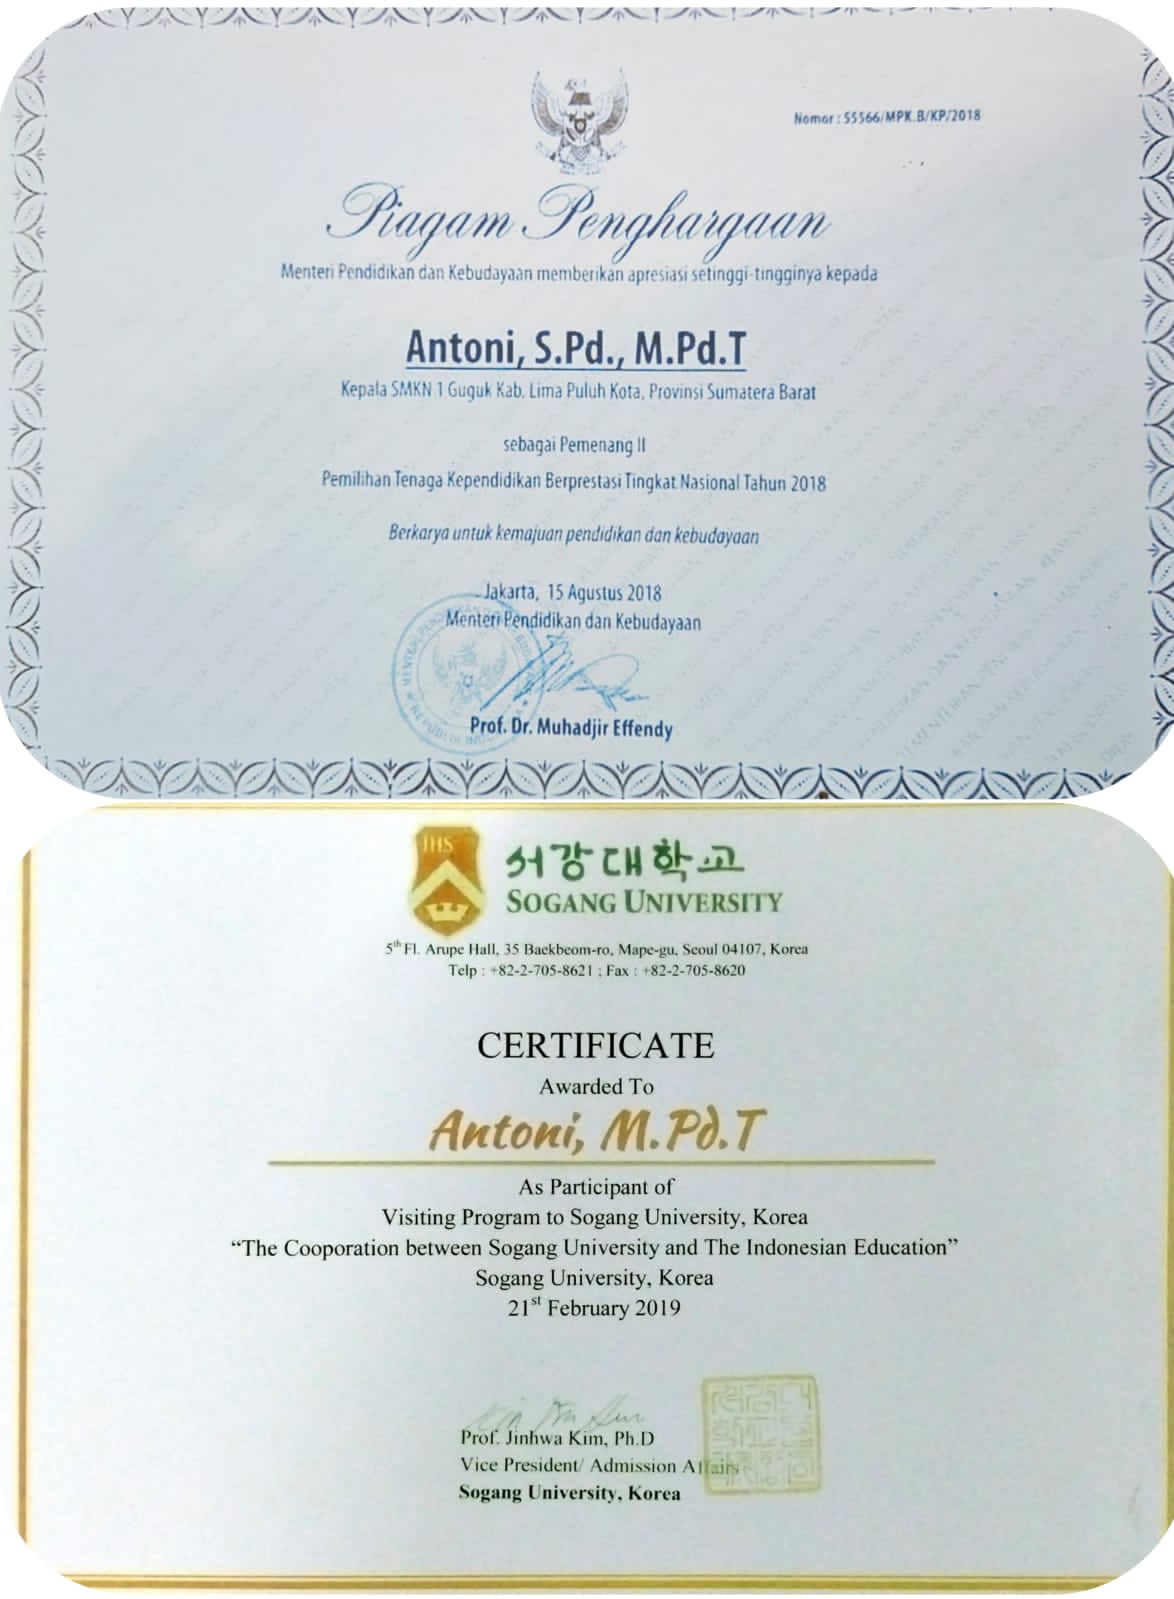 Nomor : 55566/MPK.B/KP/2018
Piagam Penghargaan
Menteri Pendidikan dan Kebudayaan memberikan apresiasi setinggi-tingginya kepada
Antoni, S.Pd., M.Pd.T
Kepala SMKN 1 Guguk Kab. Lima Puluh Kota, Provinsi Sumatera Barat
sebagai Pemenang II
Pemilihan Tenaga Kependidikan Berprestasi Tingkat Nasional Tahun 2018
Berkarya untuk kemajuan pendidikan dan kebudayaan
Jakarta, 15 Agustus 2018
Menteri Pendidikan dan Kebudayaan
Prof. Dr. Muhadjir Effendy
IHS
서강대학교
SOGANG UNIVERSITY
5th Fl. Arupe Hall, 35 Baekbeom-ro, Mapo-gu, Seoul 04107, Korea
Telp : +82-2-705-8621 ; Fax : +82-2-705-8620
CERTIFICATE
Awarded To
Antoni, M.Pd.T
As Participant of
Visiting Program to Sogang University, Korea
“The Cooporation between Sogang University and The Indonesian Education”
Sogang University, Korea
21st February 2019
Prof. Jinhwa Kim, Ph.D
Vice President/ Admission Affairs
Sogang University, Korea